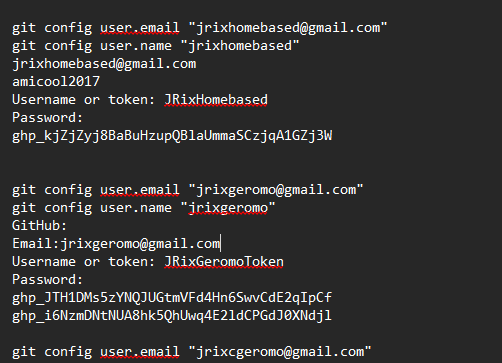 git config user.email "jrixhomebased@gmail.com"
git config user.name "jrixhomebased"
jrixhomebased@gmail.com
amicool2017
Username or token: JRixHomebased
Password:
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
git config user.email "jrixgeromo@gmail.com"
git config user.name "jrixgeromo"
GitHub:
Email:jrixgeromo@gmail.com
Username or token: JRixGeromoToken
Password:
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
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
git config user.email "jrixcgeromo@gmail.com"